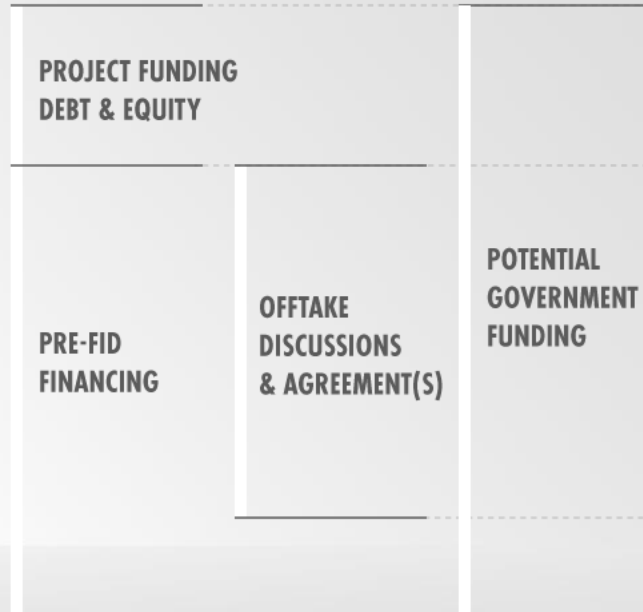 PROJECT FUNDING
DEBT & EQUITY
PRE-FID
FINANCING
OFFTAKE
DISCUSSIONS
& AGREEMENT(S)
POTENTIAL
GOVERNMENT
FUNDING